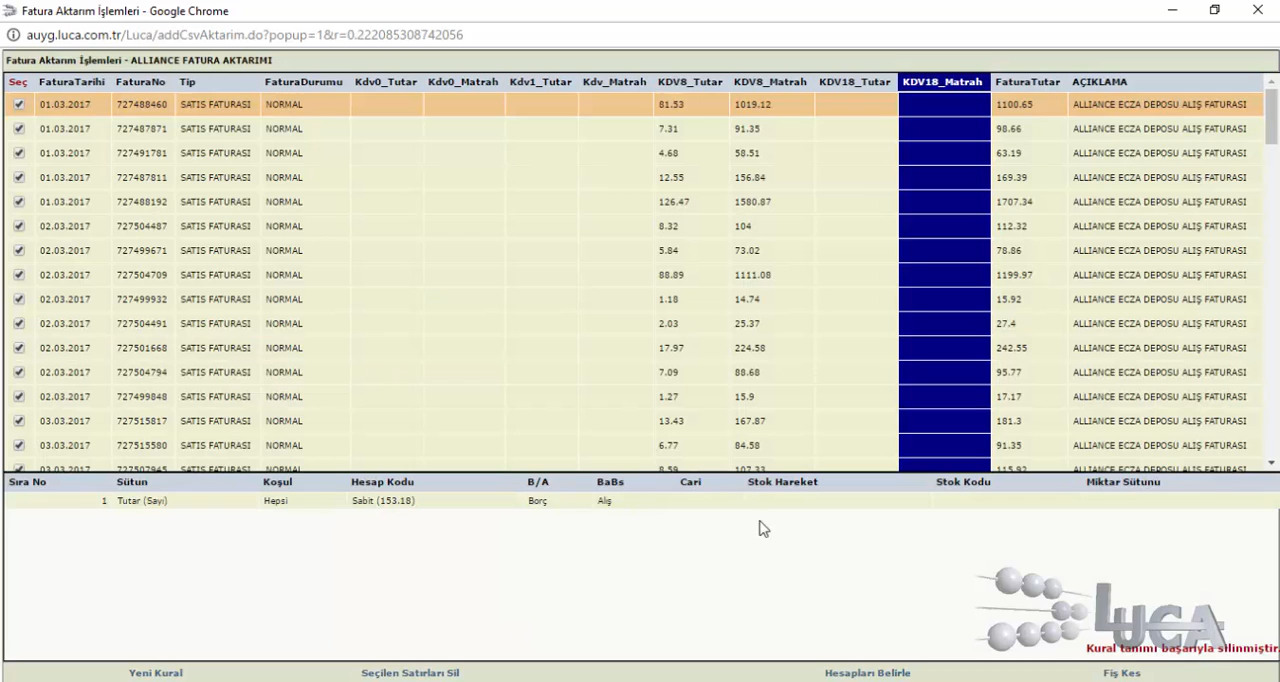 Fatura Aktarım İşlemleri - Google Chrome
auyg.luca.com.tr/Luca/addCsvAktarim.do?popup=1&r=0.222085308742056
Fatura Aktarım İşlemleri - ALLIANCE FATURA AKTARIMI
Seç FaturaTarihi FaturaNo Tip FaturaDurumu Kdv0_Tutar Kdv0_Matrah Kdv1_Tutar Kdv_Matrah KDV8_Tutar KDV8_Matrah KDV18_Tutar KDV18_Matrah FaturaTutar AÇIKLAMA
01.03.2017 727488460 SATIS FATURASI NORMAL 81.53 1019.12 1100.65 ALLIANCE ECZA DEPOSU ALIŞ FATURASI
01.03.2017 727487871 SATIS FATURASI NORMAL 7.31 91.35 98.66 ALLIANCE ECZA DEPOSU ALIŞ FATURASI
01.03.2017 727491781 SATIS FATURASI NORMAL 4.68 58.51 63.19 ALLIANCE ECZA DEPOSU ALIŞ FATURASI
01.03.2017 727487811 SATIS FATURASI NORMAL 12.55 156.84 169.39 ALLIANCE ECZA DEPOSU ALIŞ FATURASI
01.03.2017 727488192 SATIS FATURASI NORMAL 126.47 1580.87 1707.34 ALLIANCE ECZA DEPOSU ALIŞ FATURASI
02.03.2017 727504487 SATIS FATURASI NORMAL 8.32 104 112.32 ALLIANCE ECZA DEPOSU ALIŞ FATURASI
02.03.2017 727499671 SATIS FATURASI NORMAL 5.84 73.02 78.86 ALLIANCE ECZA DEPOSU ALIŞ FATURASI
02.03.2017 727504709 SATIS FATURASI NORMAL 88.89 1111.08 1199.97 ALLIANCE ECZA DEPOSU ALIŞ FATURASI
02.03.2017 727499932 SATIS FATURASI NORMAL 1.18 14.74 15.92 ALLIANCE ECZA DEPOSU ALIŞ FATURASI
02.03.2017 727504491 SATIS FATURASI NORMAL 2.03 25.37 27.4 ALLIANCE ECZA DEPOSU ALIŞ FATURASI
02.03.2017 727501668 SATIS FATURASI NORMAL 17.97 224.58 242.55 ALLIANCE ECZA DEPOSU ALIŞ FATURASI
02.03.2017 727504794 SATIS FATURASI NORMAL 7.09 88.68 95.77 ALLIANCE ECZA DEPOSU ALIŞ FATURASI
02.03.2017 727499848 SATIS FATURASI NORMAL 1.27 15.9 17.17 ALLIANCE ECZA DEPOSU ALIŞ FATURASI
03.03.2017 727515817 SATIS FATURASI NORMAL 13.43 167.87 181.3 ALLIANCE ECZA DEPOSU ALIŞ FATURASI
03.03.2017 727515580 SATIS FATURASI NORMAL 6.77 84.58 91.35 ALLIANCE ECZA DEPOSU ALIŞ FATURASI
03.03.2017 727507945 SATIS FATURASI NORMAL 8.59 107.33 115.92 ALLIANCE ECZA DEPOSU ALIŞ FATURASI
Sıra No Sütun Koşul Hesap Kodu B/A BaBs Cari Stok Hareket Stok Kodu Miktar Sütunu
1 Tutar (Sayı) Hepsi Sabit (153.18) Borç Alış
LUCA
Kural tanımı başarıyla silinmiştir.
Yeni Kural Seçilen Satırları Sil Hesapları Belirle Fiş Kes